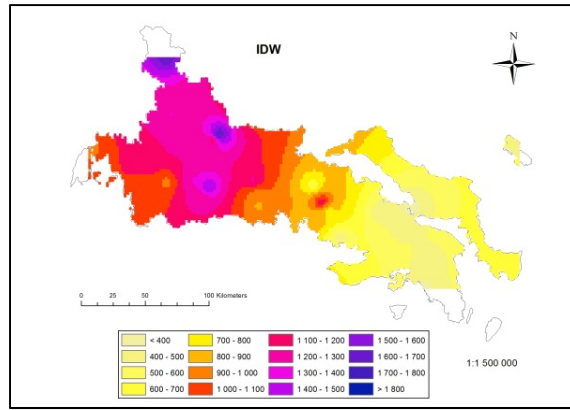 IDW
N
0 25 50 100 Kilometers
< 400 700 - 800 1 100 - 1 200 1 500 - 1 600
400 - 500 800 - 900 1 200 - 1 300 1 600 - 1 700
500 - 600 900 - 1 000 1 300 - 1 400 1 700 - 1 800
600 - 700 1 000 - 1 100 1 400 - 1 500 > 1 800
1:1 500 000